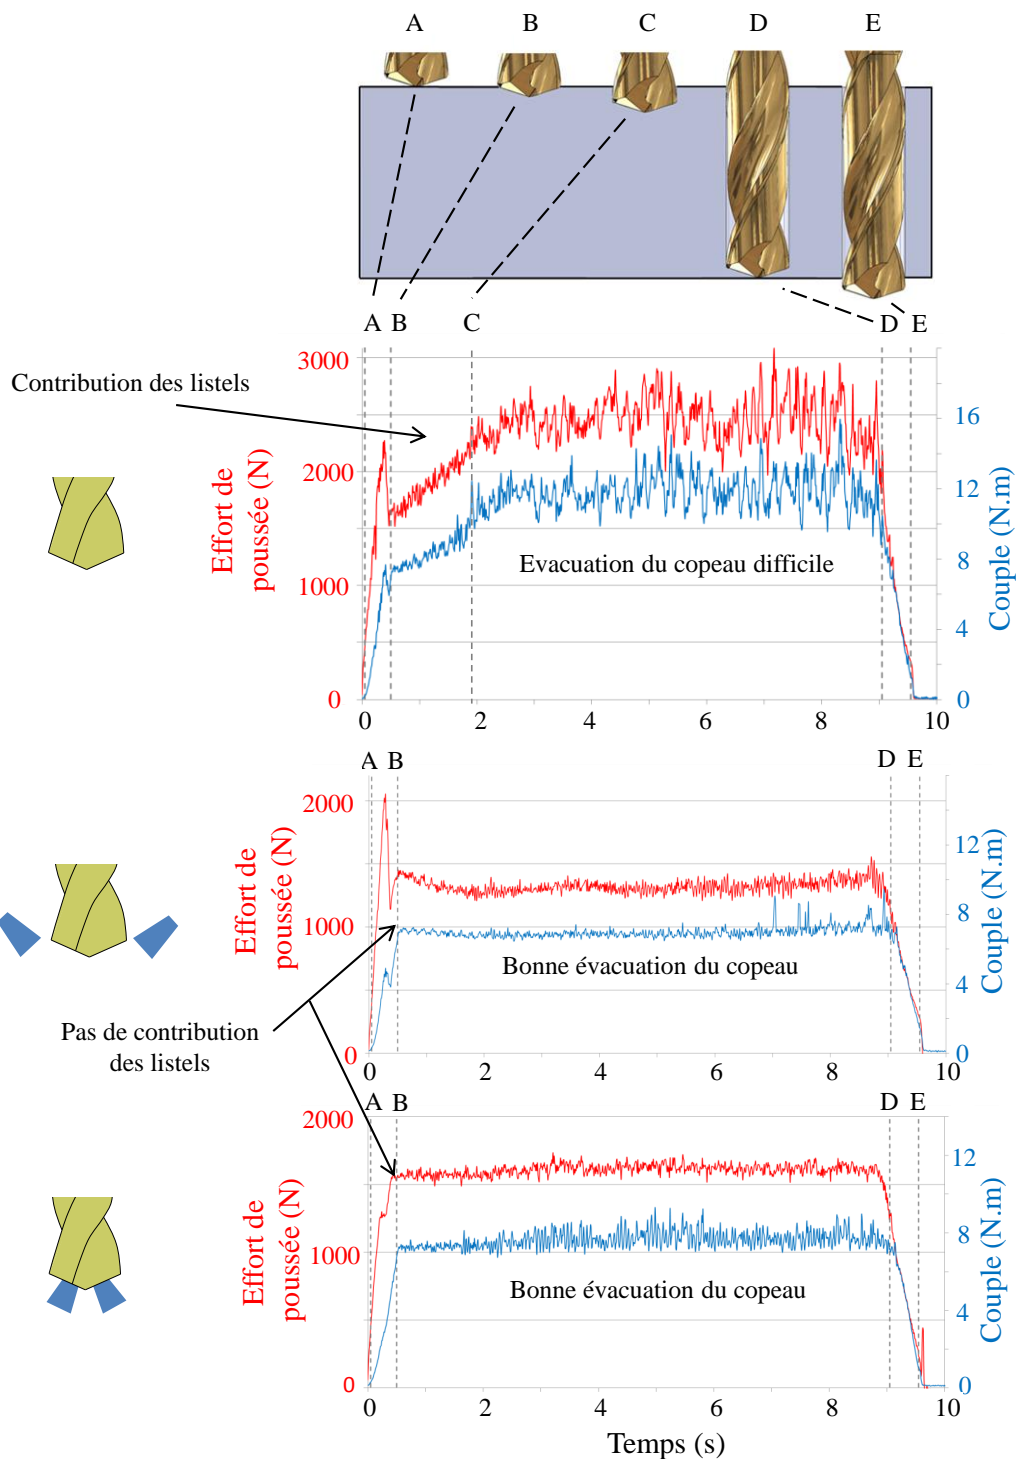 A B C D E
A B C D E
Contribution des listels
Effort de
poussée (N)
3000
2000
1000
0
16
12
8
4
0
Couple (N.m)
Evacuation du copeau difficile
0 2 4 6 8 10
A B D E
Effort de
poussée (N)
2000
1000
0
12
8
4
0
Couple (N.m)
Bonne évacuation du copeau
Pas de contribution
des listels
0 2 4 6 8 10
A B D E
Effort de
poussée (N)
2000
1000
0
12
8
4
0
Couple (N.m)
Bonne évacuation du copeau
0 2 4 6 8 10
Temps (s)